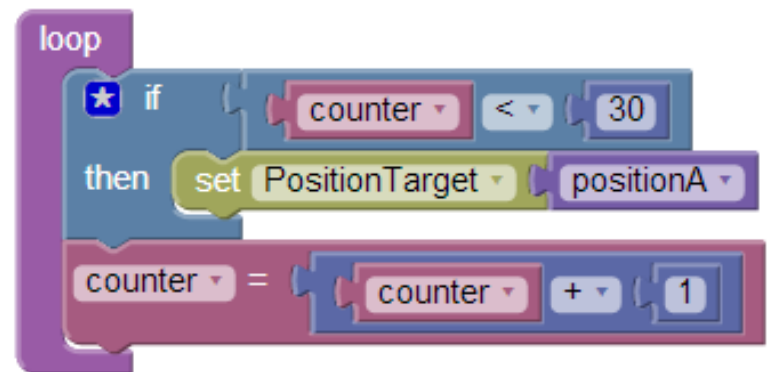 loop
if counter < 30
then set PositionTarget positionA
counter = counter + 1